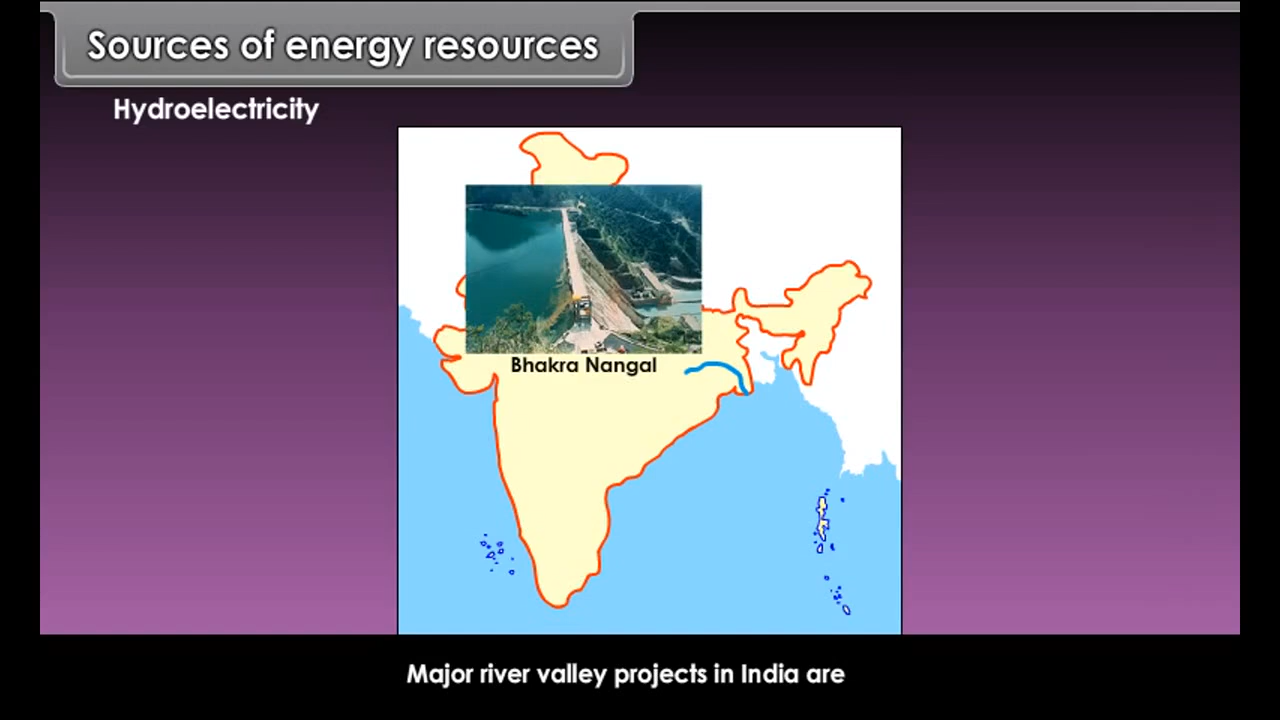 Sources of energy resources
Hydroelectricity
Bhakra Nangal
Major river valley projects in India are